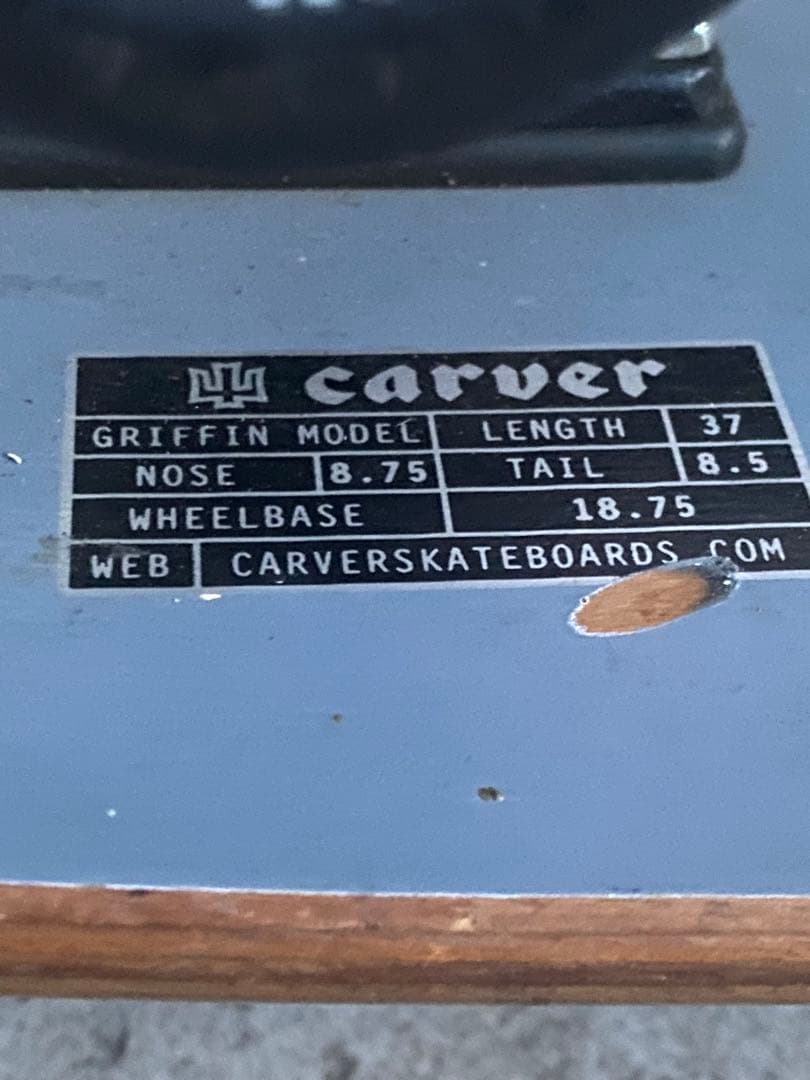 carver
GRIFFIN MODEL LENGTH 37
NOSE 8.75 TAIL 8.5
WHEELBASE 18.75
WEB CARVERSKATEBOARDS.COM